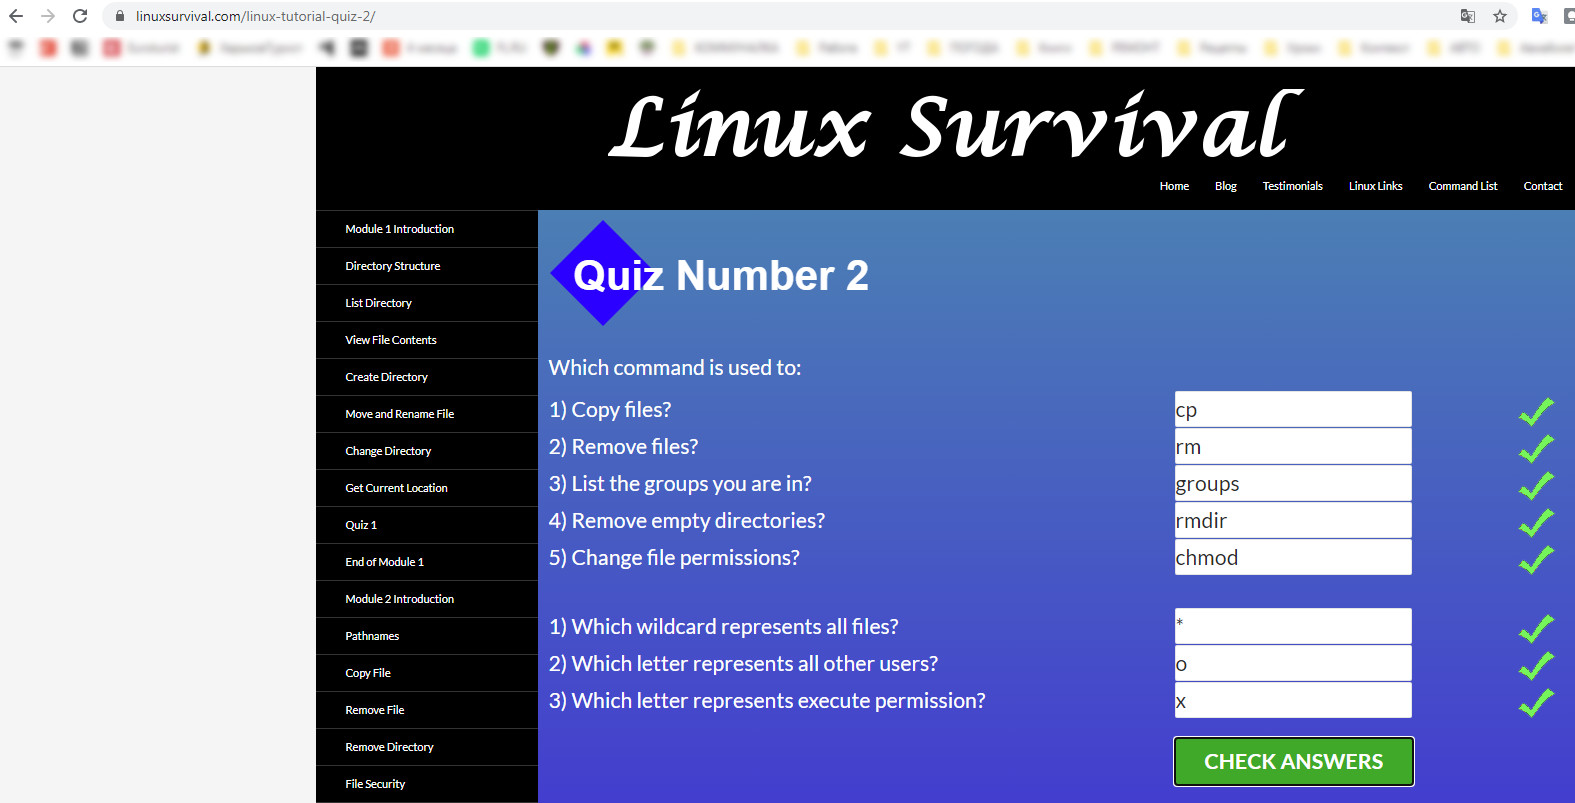 linuxsurvival.com/linux-tutorial-quiz-2/
Linux Survival
Home Blog Testimonials Linux Links Command List Contact
Module 1 Introduction
Directory Structure
List Directory
View File Contents
Create Directory
Move and Rename File
Change Directory
Get Current Location
Quiz 1
End of Module 1
Module 2 Introduction
Pathnames
Copy File
Remove File
Remove Directory
File Security
Quiz Number 2
Which command is used to:
1) Copy files? cp
2) Remove files? rm
3) List the groups you are in? groups
4) Remove empty directories? rmdir
5) Change file permissions? chmod
1) Which wildcard represents all files? *
2) Which letter represents all other users? o
3) Which letter represents execute permission? x
CHECK ANSWERS